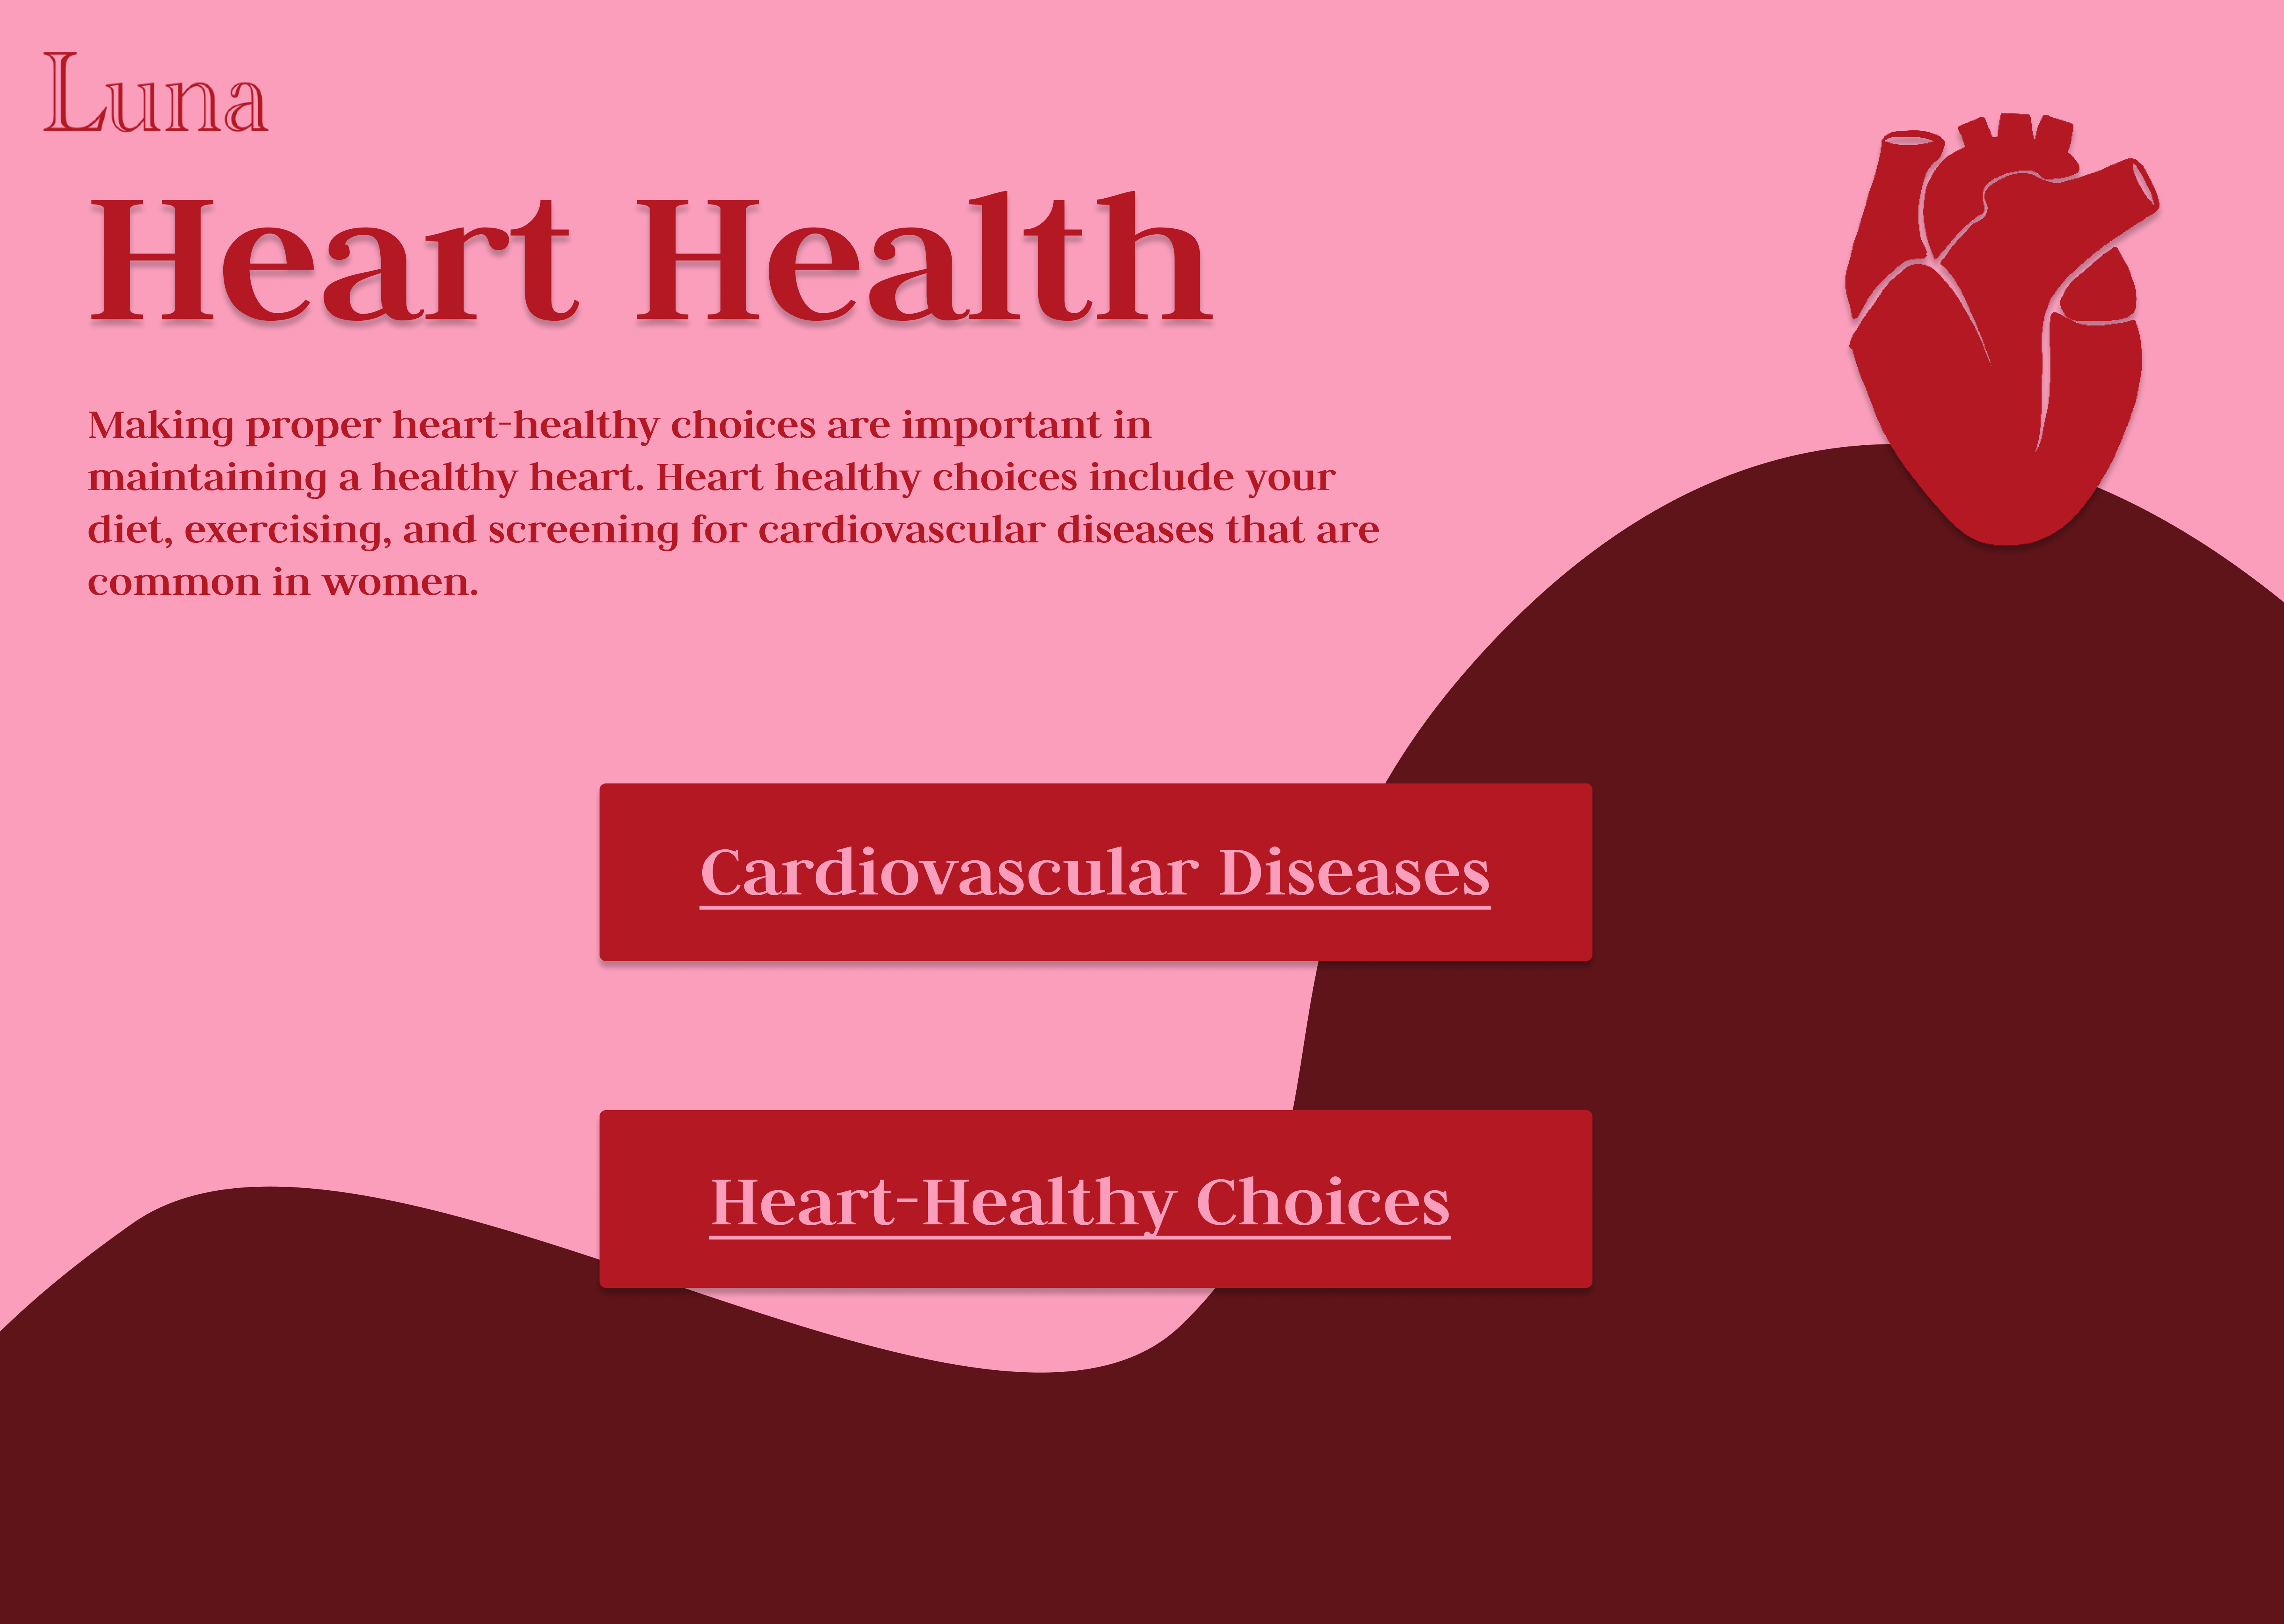 Luna
Heart Health
Making proper heart-healthy choices are important in
maintaining a healthy heart. Heart healthy choices include your
diet, exercising, and screening for cardiovascular diseases that are
common in women.
Cardiovascular Diseases
Heart-Healthy Choices